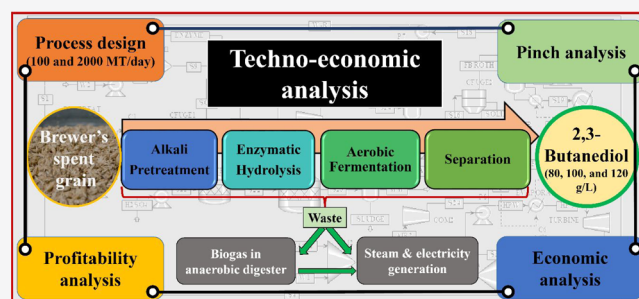 Process design
(100 and 2000 MT/day)
Techno-economic
analysis
Pinch analysis
Brewer's
spent
grain
Alkali
Pretreatment
Enzymatic
Hydrolysis
Aerobic
Fermentation
Separation
2,3-
Butanediol
(80, 100, and 120
g/L)
Waste
Biogas in
anaerobic digester
Steam & electricity
generation
Profitability
analysis
Economic
analysis